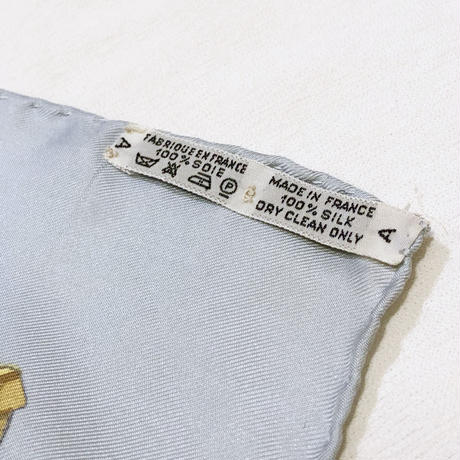 A
FABRIQUE EN FRANCE
100% SOIE
P
MADE IN FRANCE
100% SILK
DRY CLEAN ONLY
A